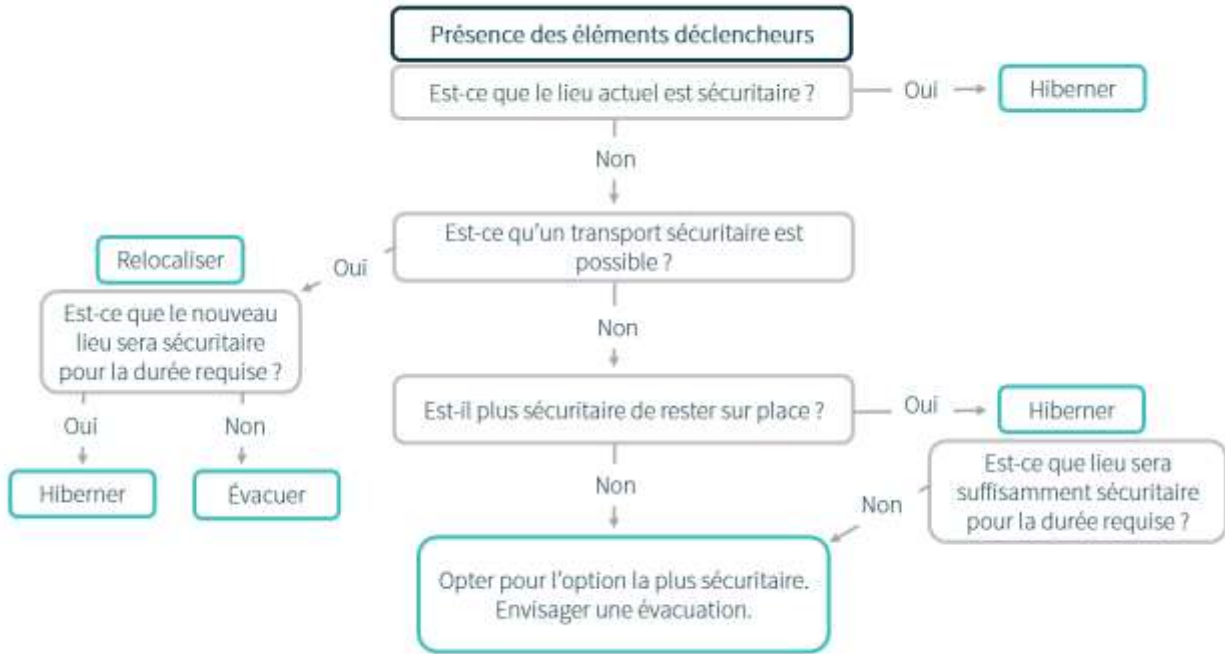 Présence des éléments déclencheurs
Est-ce que le lieu actuel est sécuritaire ?
Oui
Hiberner
Non
Est-ce qu'un transport sécuritaire est
possible ?
Oui
Relocaliser
Est-ce que le nouveau
lieu sera sécuritaire
pour la durée requise ?
Oui
Non
Hiberner
Évacuer
Non
Est-il plus sécuritaire de rester sur place ?
Oui
Hiberner
Est-ce que lieu sera
suffisamment sécuritaire
pour la durée requise ?
Non
Non
Opter pour l'option la plus sécuritaire.
Envisager une évacuation.